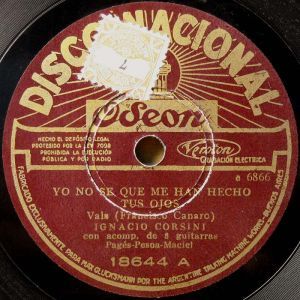 DISCO NACIONAL
Odeon
HECHO EL DEPÓSITO LEGAL
PROTEGIDO POR LA LEY 7092
PROHIBIDA LA EJECUCIÓN
PÚBLICA Y POR RADIO
Veroton
GRABACIÓN ELECTRICA
e 6866
YO NO SE QUE ME HAN HECHO
TUS OJOS
Vals (Francisco Canaro)
IGNACIO CORSINI
con acomp. de 3 guitarras
Pagés-Pesoa-Maciel
18644 A
FABRICADO EXCLUSIVAMENTE PARA MAX GLÜCKSMANN POR THE ARGENTINE TALKING MACHINE WORKS-BUENOS AIRES